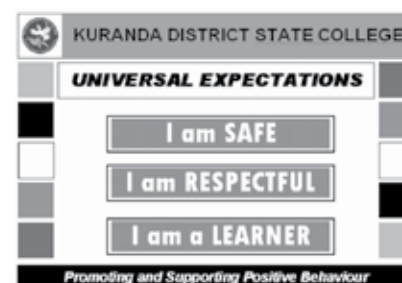 KURANDA DISTRICT STATE COLLEGE
UNIVERSAL EXPECTATIONS
I am SAFE
I am RESPECTFUL
I am a LEARNER
Promoting and Supporting Positive Behaviour